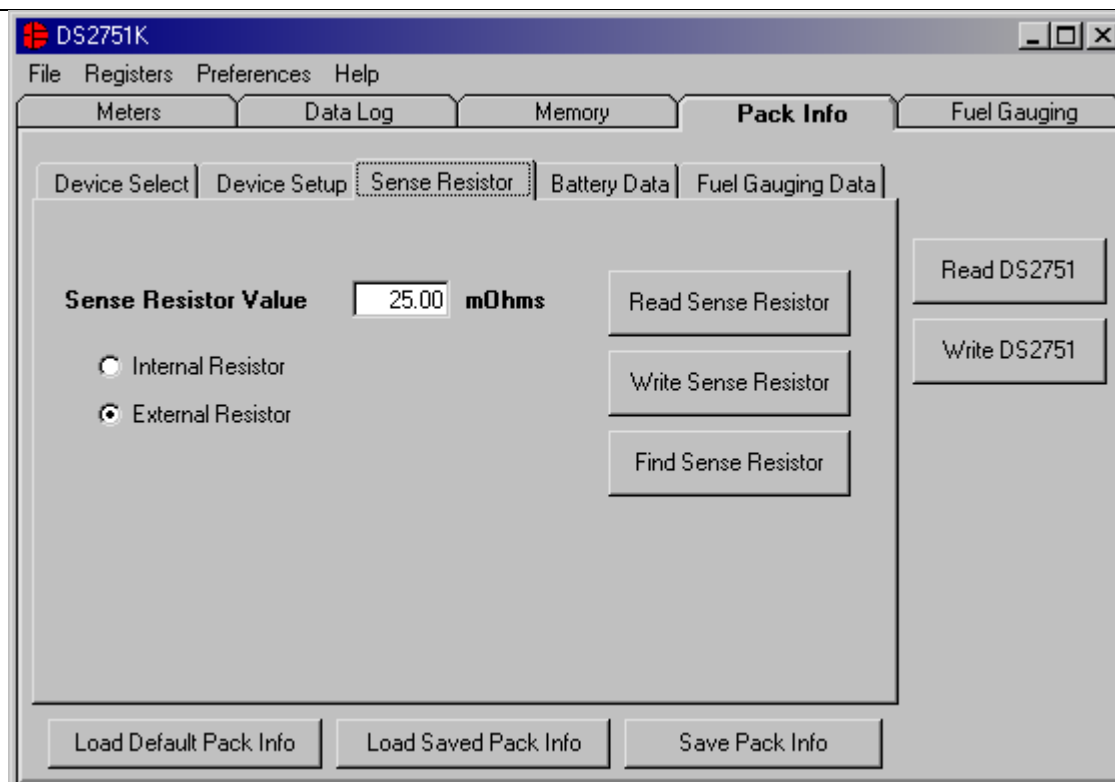 DS2751K
File Registers Preferences Help
Meters Data Log Memory Pack Info Fuel Gauging
Device Select Device Setup Sense Resistor Battery Data Fuel Gauging Data
Sense Resistor Value 25.00 mOhms
Internal Resistor
External Resistor
Read Sense Resistor
Write Sense Resistor
Find Sense Resistor
Read DS2751
Write DS2751
Load Default Pack Info Load Saved Pack Info Save Pack Info